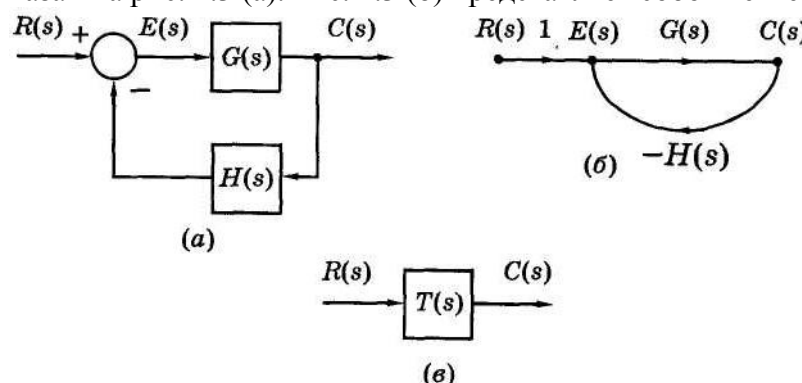 R(s) + E(s) C(s)
G(s)
−
H(s)
(а)
R(s) 1 E(s) G(s) C(s)
−H(s)
(б)
R(s) C(s)
T(s)
(в)